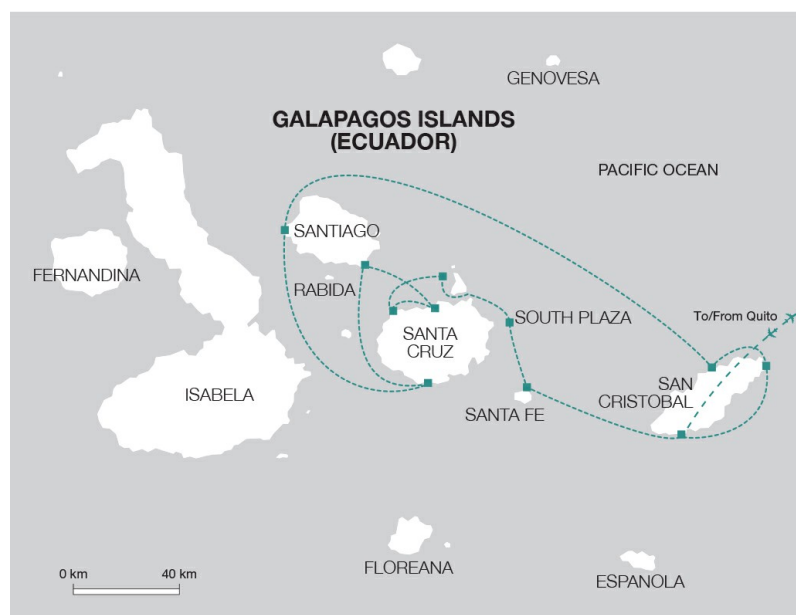 GENOVESA
GALAPAGOS ISLANDS
(ECUADOR)
PACIFIC OCEAN
SANTIAGO
FERNANDINA
RABIDA
SOUTH PLAZA
To/From Quito
SANTA
CRUZ
ISABELA
SAN
CRISTOBAL
SANTA FE
FLOREANA
ESPANOLA
0 km
40 km